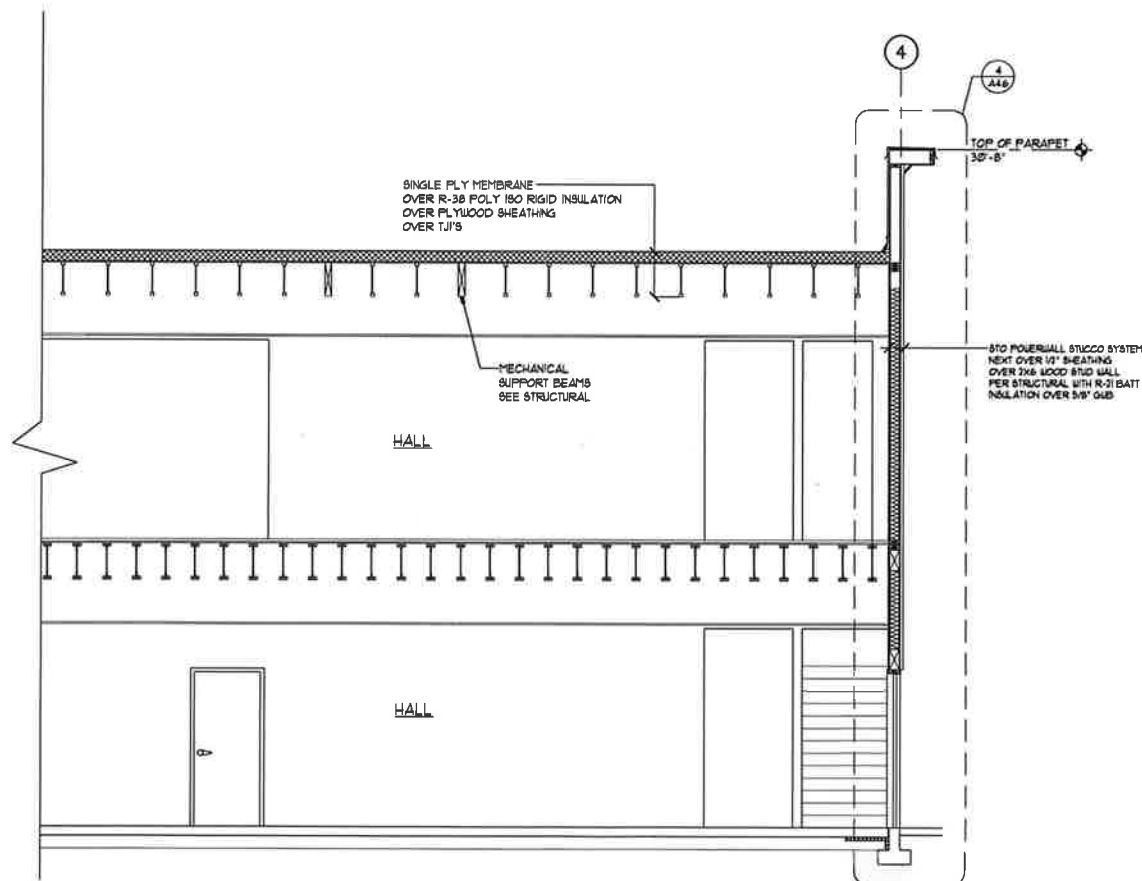 4
4
A4.6
TOP OF PARAPET
30'-8"
SINGLE PLY MEMBRANE
OVER R-38 POLY ISO RIGID INSULATION
OVER PLYWOOD SHEATHING
OVER TJI'S
STO POWERWALL STUCCO SYSTEM
NEXT OVER 1/2" SHEATHING
OVER 2X6 WOOD STUD WALL
PER STRUCTURAL WITH R-21 BATT
INSULATION OVER 5/8" GWB
MECHANICAL
SUPPORT BEAMS
SEE STRUCTURAL
HALL
HALL